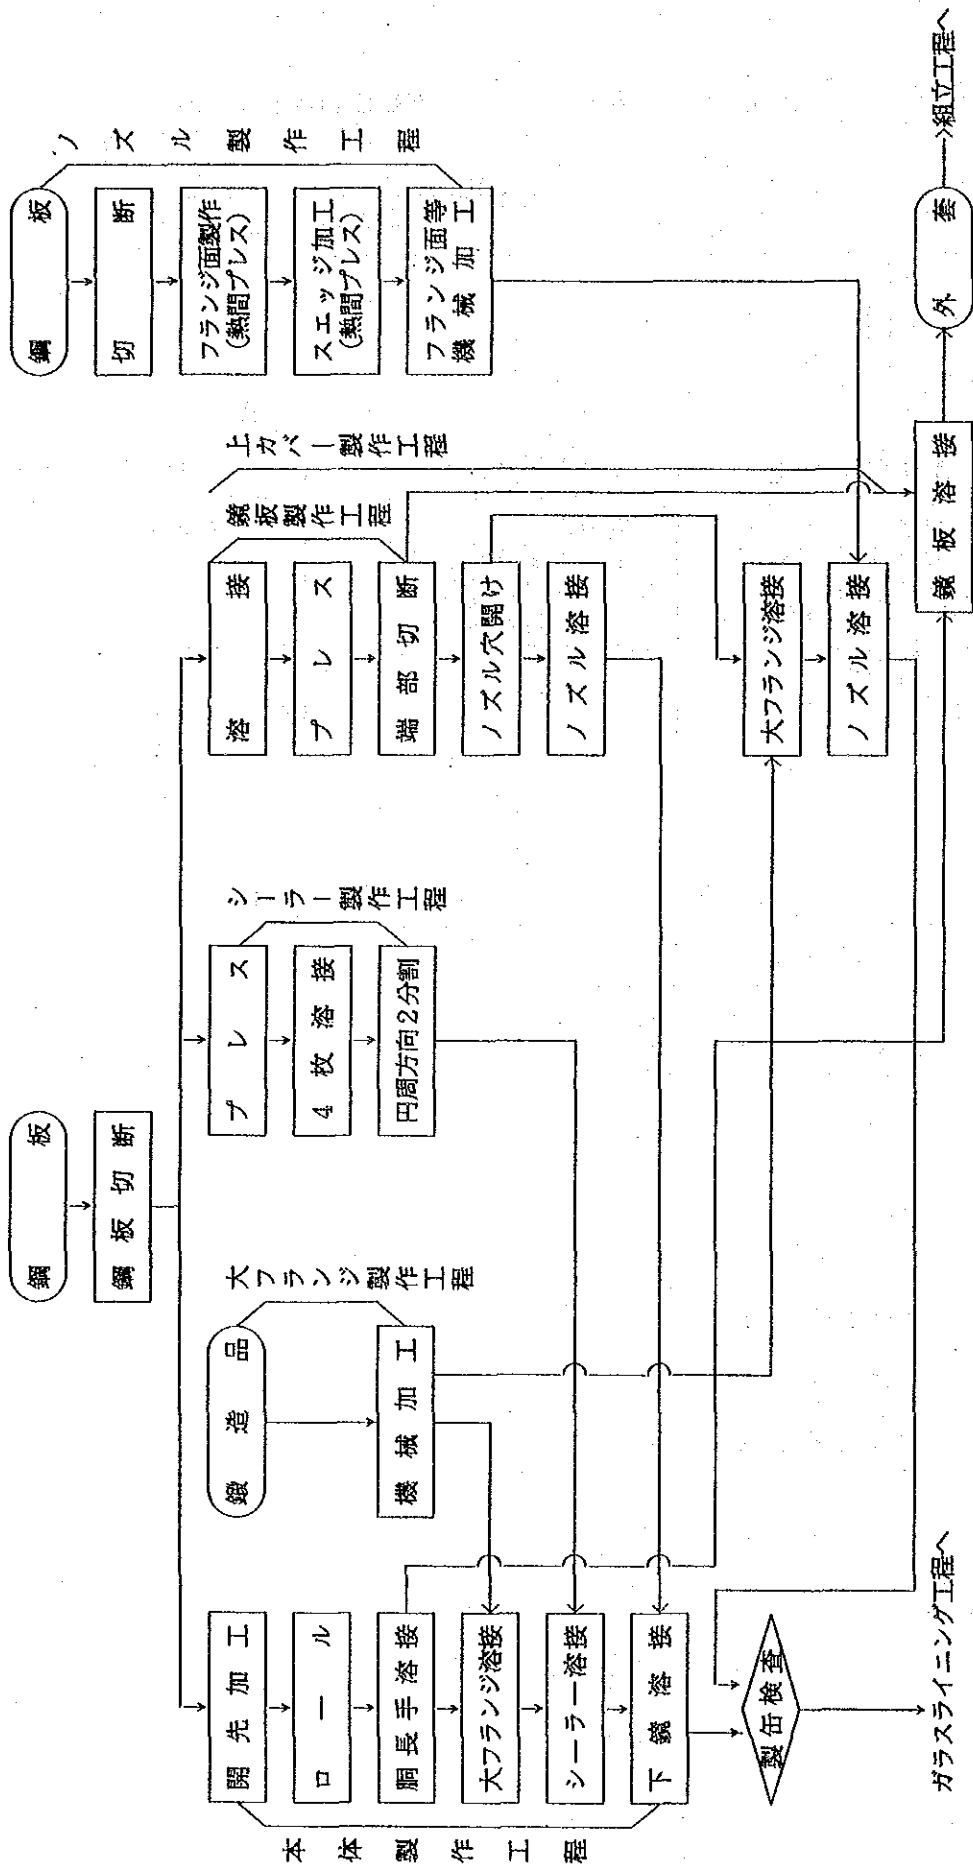 鋼板
鋼板切断
本体製作工程
開先加工
ロール
胴長手溶接
大フランジ溶接
シーラー溶接
下鏡溶接
製缶検査
ガラスライニング工程へ
大フランジ製作工程
鍛造品
機械加工
シーラー製作工程
プレス
4枚溶接
円周方向2分割
上カバー製作工程
鏡板製作工程
溶接
プレス
端部切断
ノズル穴開け
ノズル溶接
大フランジ溶接
ノズル溶接
ノズル製作工程
鋼板
切断
フランジ面製作
(熱間プレス)
スエッジ加工
(熱間プレス)
フランジ面等
機械加工
鏡板溶接
外套
組立工程へ